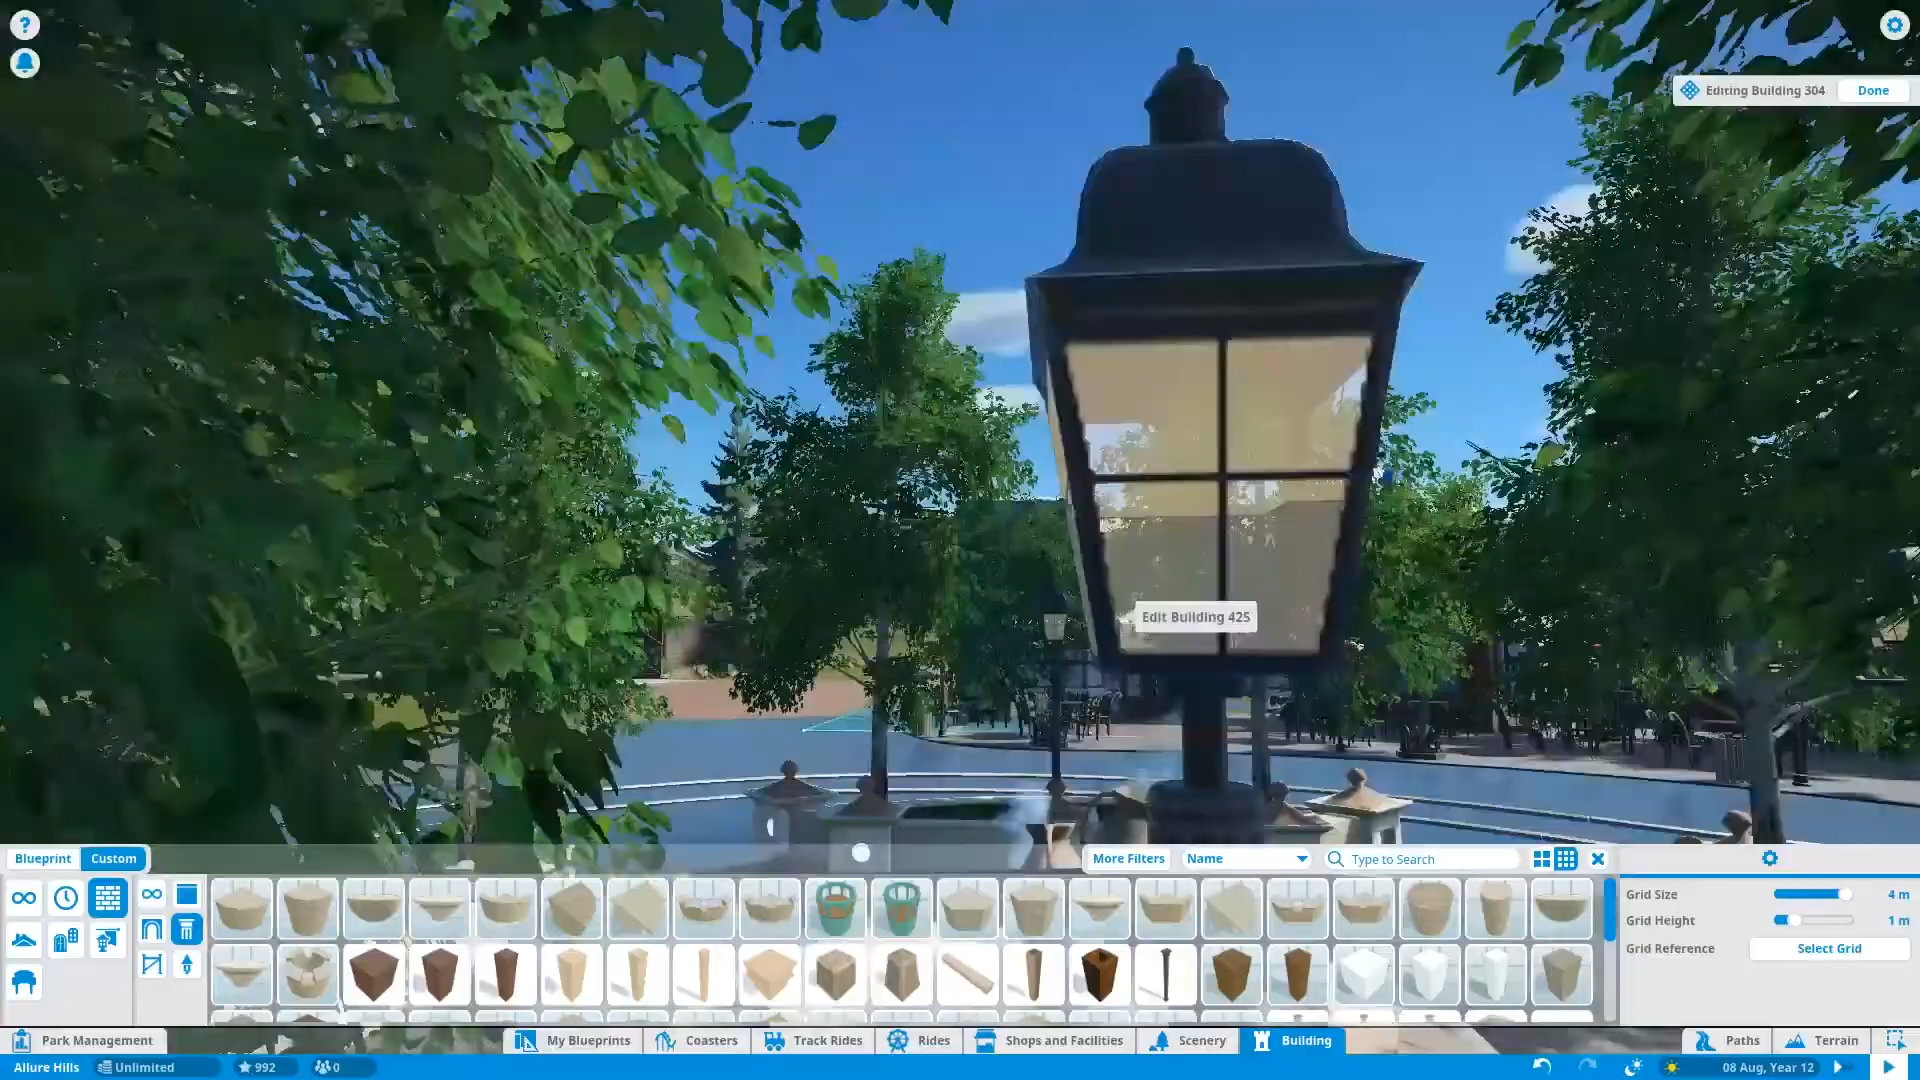 ?
Editing Building 304
Done
Edit Building 425
Blueprint
Custom
More Filters
Name
Type to Search
Grid Size
4 m
Grid Height
1 m
Grid Reference
Select Grid
Park Management
My Blueprints
Coasters
Track Rides
Rides
Shops and Facilities
Scenery
Building
Paths
Terrain
Allure Hills
Unlimited
992
0
08 Aug, Year 12